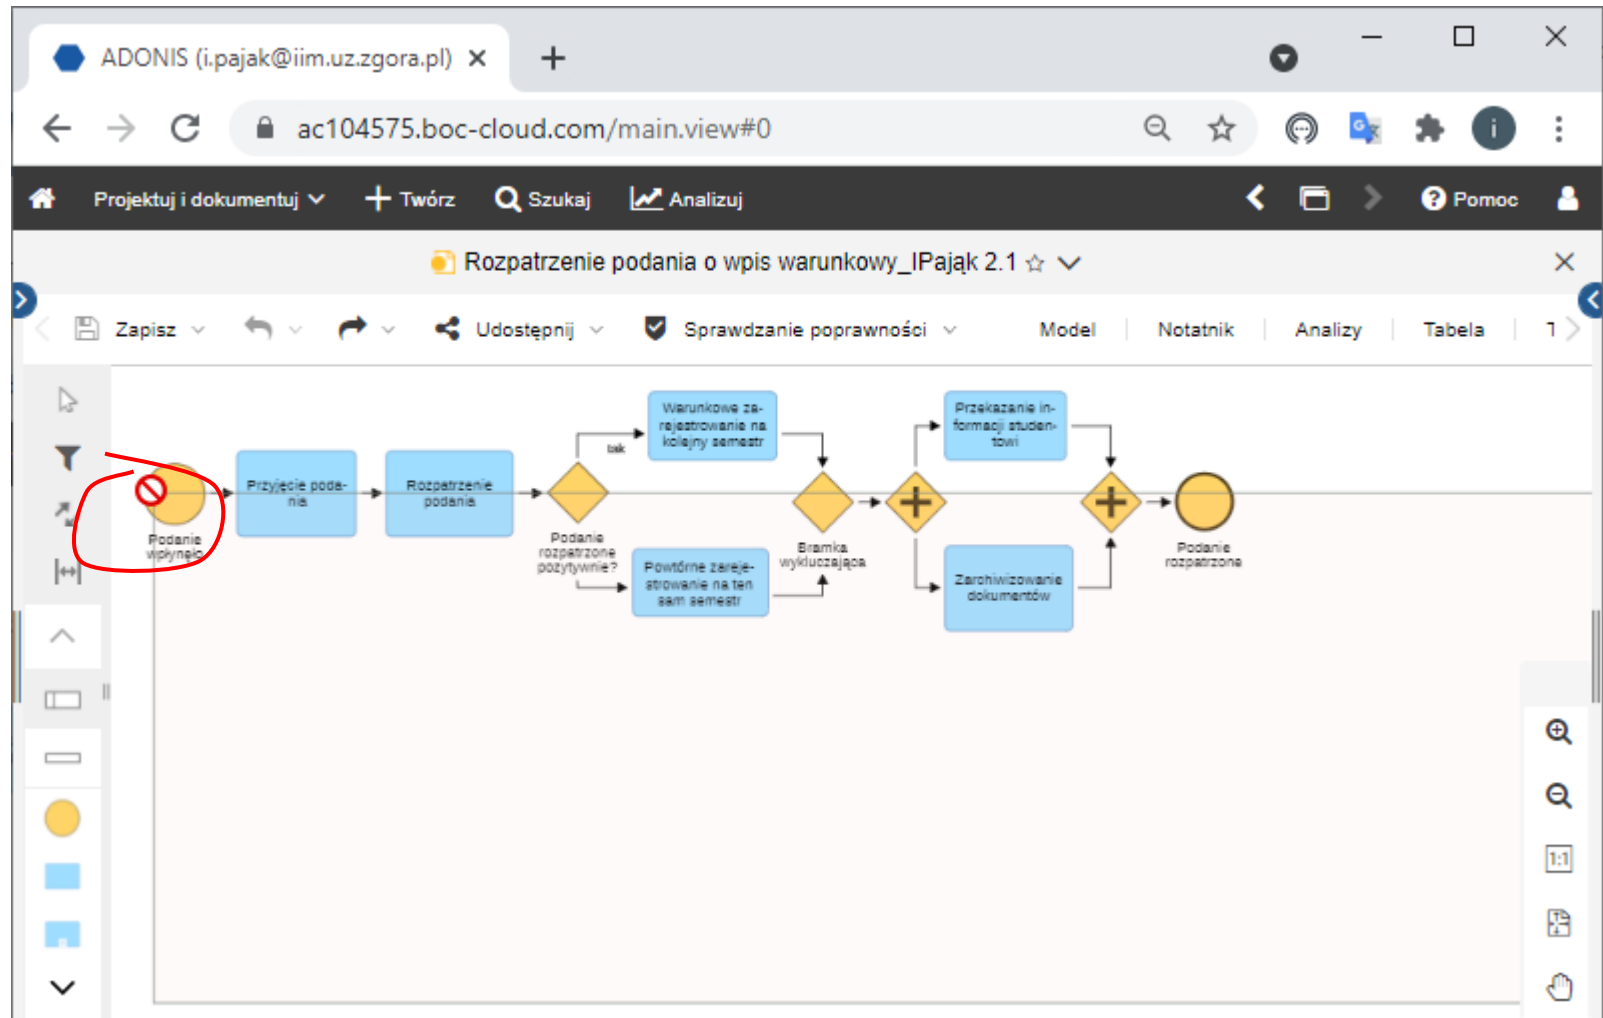 ADONIS (i.pajak@iim.uz.zgora.pl)
ac104575.boc-cloud.com/main.view#0
i
Projektuj i dokumentuj
Twórz
Szukaj
Analizuj
Pomoc
Rozpatrzenie podania o wpis warunkowy_IPająk 2.1
Zapisz
Udostępnij
Sprawdzanie poprawności
Model
Notatnik
Analizy
Tabela
Warunkowe za-
rejestrowanie na
kolejny semestr
Przekazanie in-
formacji studen-
towi
tak
Przyjęcie poda-
nia
Rozpatrzenie
podania
Podanie
wpłynęło
Podanie
rozpatrzone
pozytywnie?
Powtórne zareje-
strowanie na ten
sam semestr
Bramka
wykluczająca
Zarchiwizowanie
dokumentów
Podanie
rozpatrzone
1:1